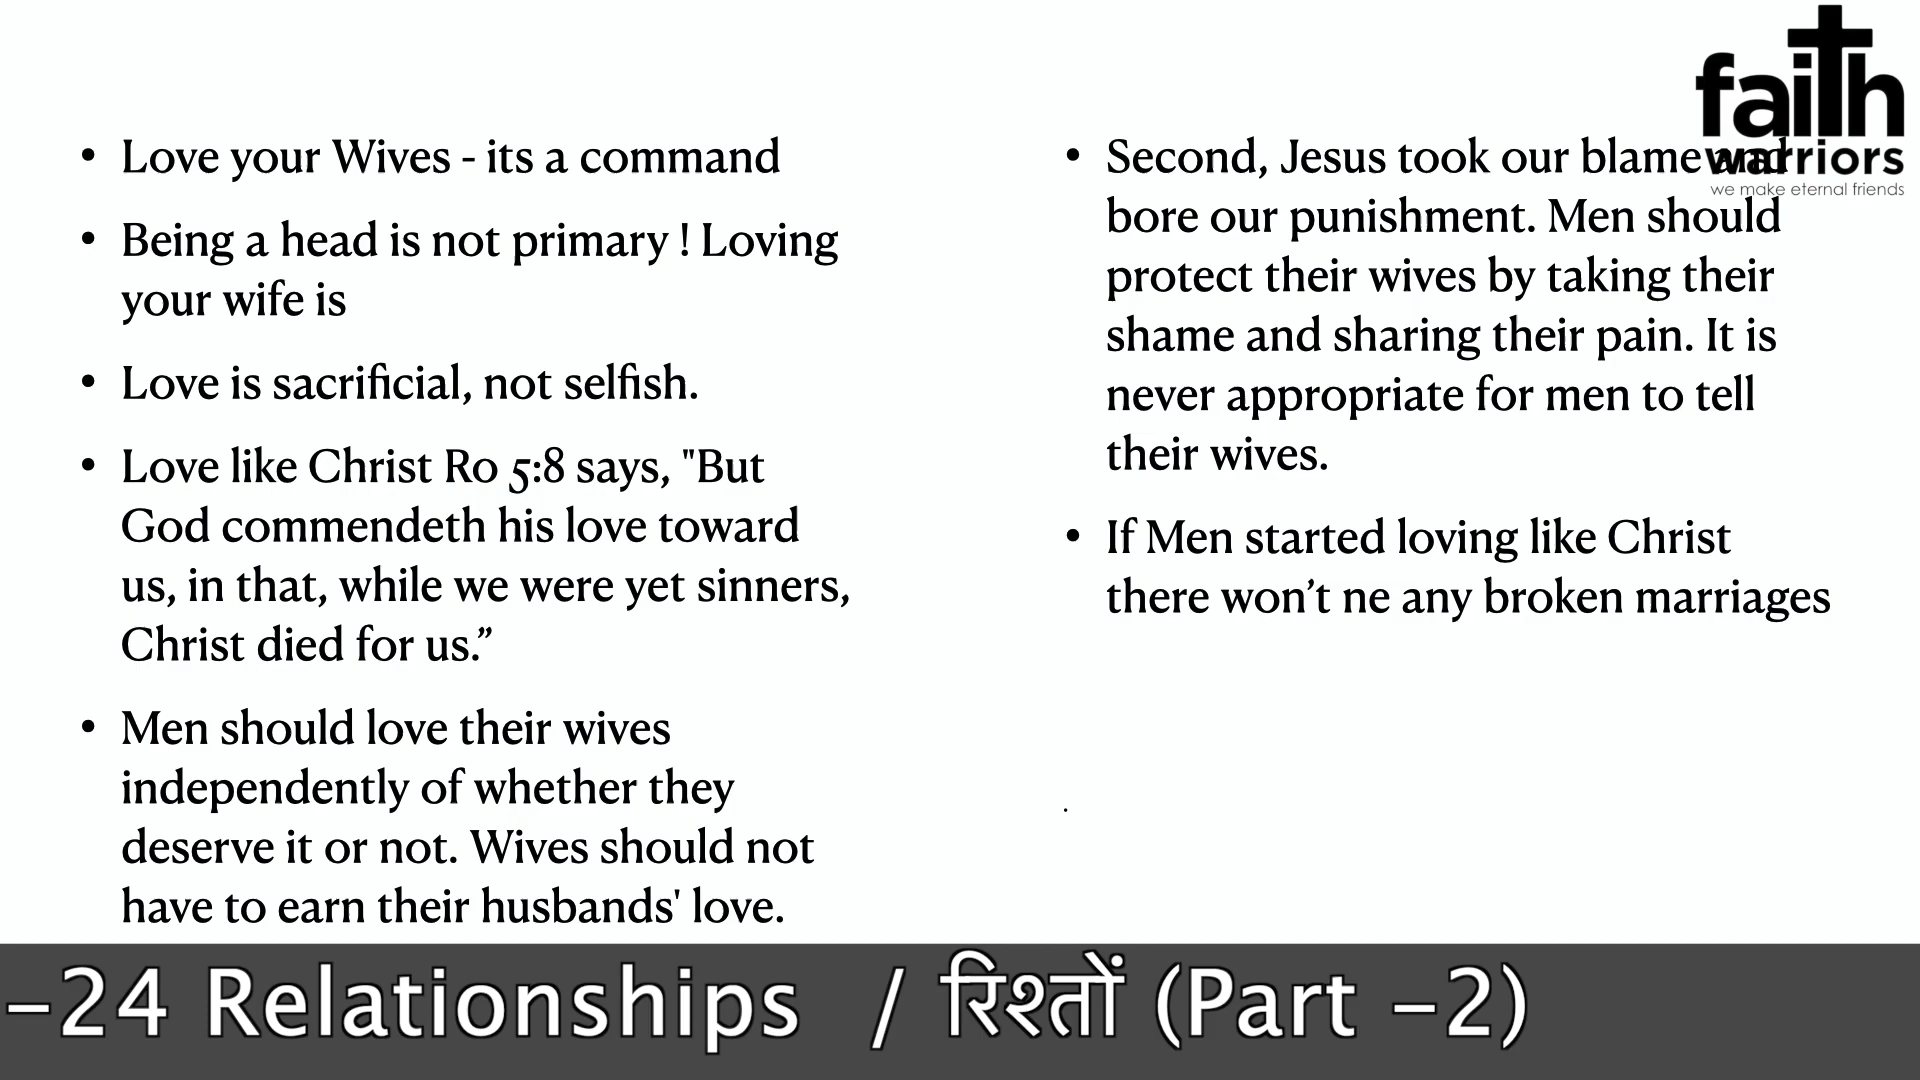 • Love your Wives - its a command
• Being a head is not primary ! Loving
your wife is
• Love is sacrificial, not selfish.
• Love like Christ Ro 5:8 says, "But
God commendeth his love toward
us, in that, while we were yet sinners,
Christ died for us.”
• Men should love their wives
independently of whether they
deserve it or not. Wives should not
have to earn their husbands' love.
faith
warriors
we make eternal friends
• Second, Jesus took our blame and
bore our punishment. Men should
protect their wives by taking their
shame and sharing their pain. It is
never appropriate for men to tell
their wives.
• If Men started loving like Christ
there won’t ne any broken marriages
.
-24 Relationships / रिश्तों (Part -2)